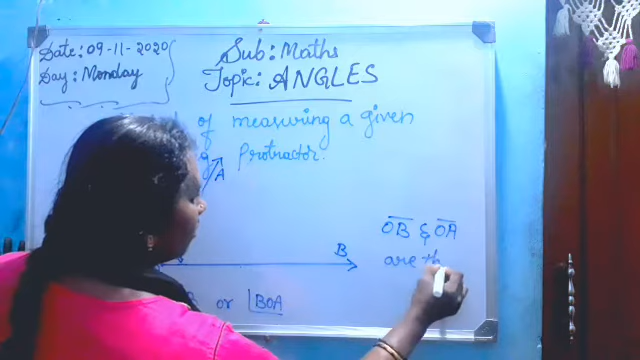 Date: 09-11-2020
Day: Monday
Sub: Maths
Topic: ANGLES
of measuring a given
Protractor.
A
B
OB & OA
are th
or ∠BOA